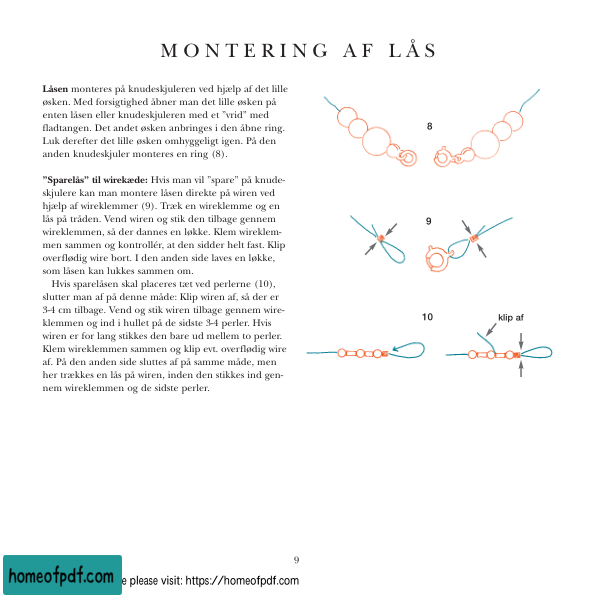 MONTERING AF LÅS
Låsen monteres på knudeskjuleren ved hjælp af det lille
øsken. Med forsigtighed åbner man det lille øsken på
enten låsen eller knudeskjuleren med et ”vrid” med
fladtangen. Det andet øsken anbringes i den åbne ring.
Luk derefter det lille øsken omhyggeligt igen. På den
anden knudeskjuler monteres en ring (8).
”Sparelås” til wirekæde: Hvis man vil ”spare” på knude-
skjulere kan man montere låsen direkte på wiren ved
hjælp af wireklemmer (9). Træk en wireklemme og en
lås på tråden. Vend wiren og stik den tilbage gennem
wireklemmen, så der dannes en løkke. Klem wireklem-
men sammen og kontrollér, at den sidder helt fast. Klip
overflødig wire bort. I den anden side laves en løkke,
som låsen kan lukkes sammen om.
Hvis sparelåsen skal placeres tæt ved perlerne (10),
slutter man af på denne måde: Klip wiren af, så der er
3-4 cm tilbage. Vend og stik wiren tilbage gennem wire-
klemmen og ind i hullet på de sidste 3-4 perler. Hvis
wiren er for lang stikkes den bare ud mellem to perler.
Klem wireklemmen sammen og klip evt. overflødig wire
af. På den anden side sluttes af på samme måde, men
her trækkes en lås på wiren, inden den stikkes ind gen-
nem wireklemmen og de sidste perler.
8
9
10
klip af
9
homeofpdf.com
e please visit: https://homeofpdf.com